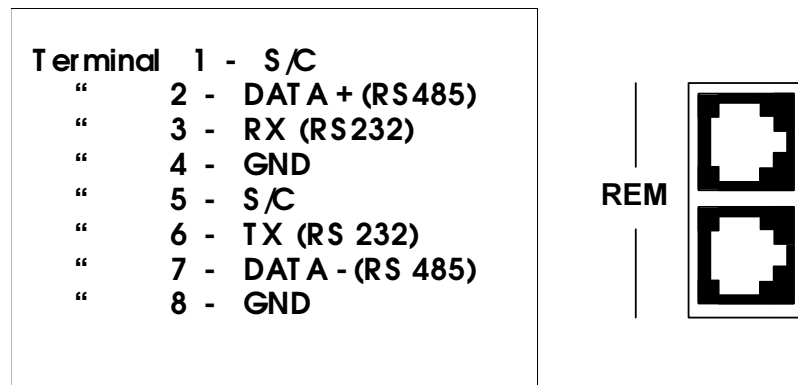 Terminal 1 - S/C
“ 2 - DATA + (RS485)
“ 3 - RX (RS232)
“ 4 - GND
“ 5 - S/C
“ 6 - TX (RS 232)
“ 7 - DATA - (RS 485)
“ 8 - GND
REM